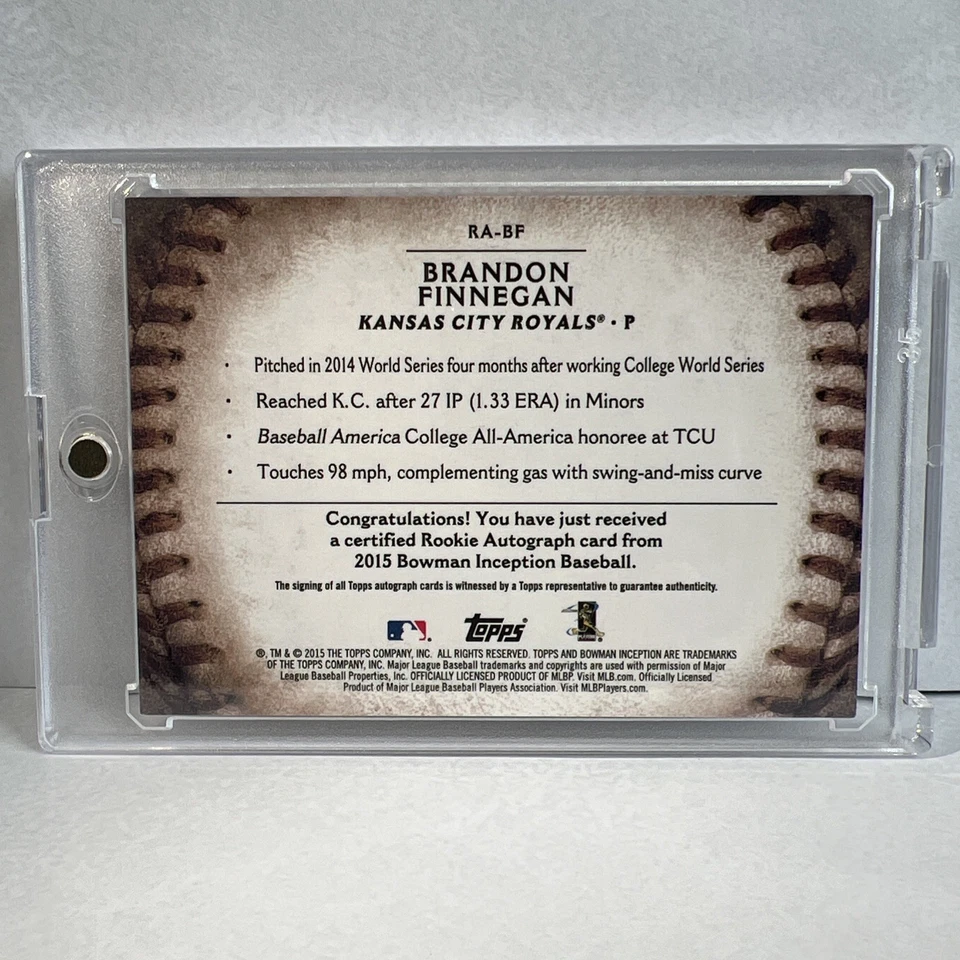 RA-BF
BRANDON
FINNEGAN
KANSAS CITY ROYALS® • P
• Pitched in 2014 World Series four months after working College World Series
• Reached K.C. after 27 IP (1.33 ERA) in Minors
• Baseball America College All-America honoree at TCU
• Touches 98 mph, complementing gas with swing-and-miss curve
Congratulations! You have just received
a certified Rookie Autograph card from
2015 Bowman Inception Baseball.
The signing of all Topps autograph cards is witnessed by a Topps representative to guarantee authenticity.
topps®
®, TM & © 2015 THE TOPPS COMPANY, INC. ALL RIGHTS RESERVED. TOPPS AND BOWMAN INCEPTION ARE TRADEMARKS
OF THE TOPPS COMPANY, INC. Major League Baseball trademarks and copyrights are used with permission of Major
League Baseball Properties, Inc. OFFICIALLY LICENSED PRODUCT OF MLBP. Visit MLB.com. Officially Licensed
Product of Major League Baseball Players Association. Visit MLBPlayers.com.
35